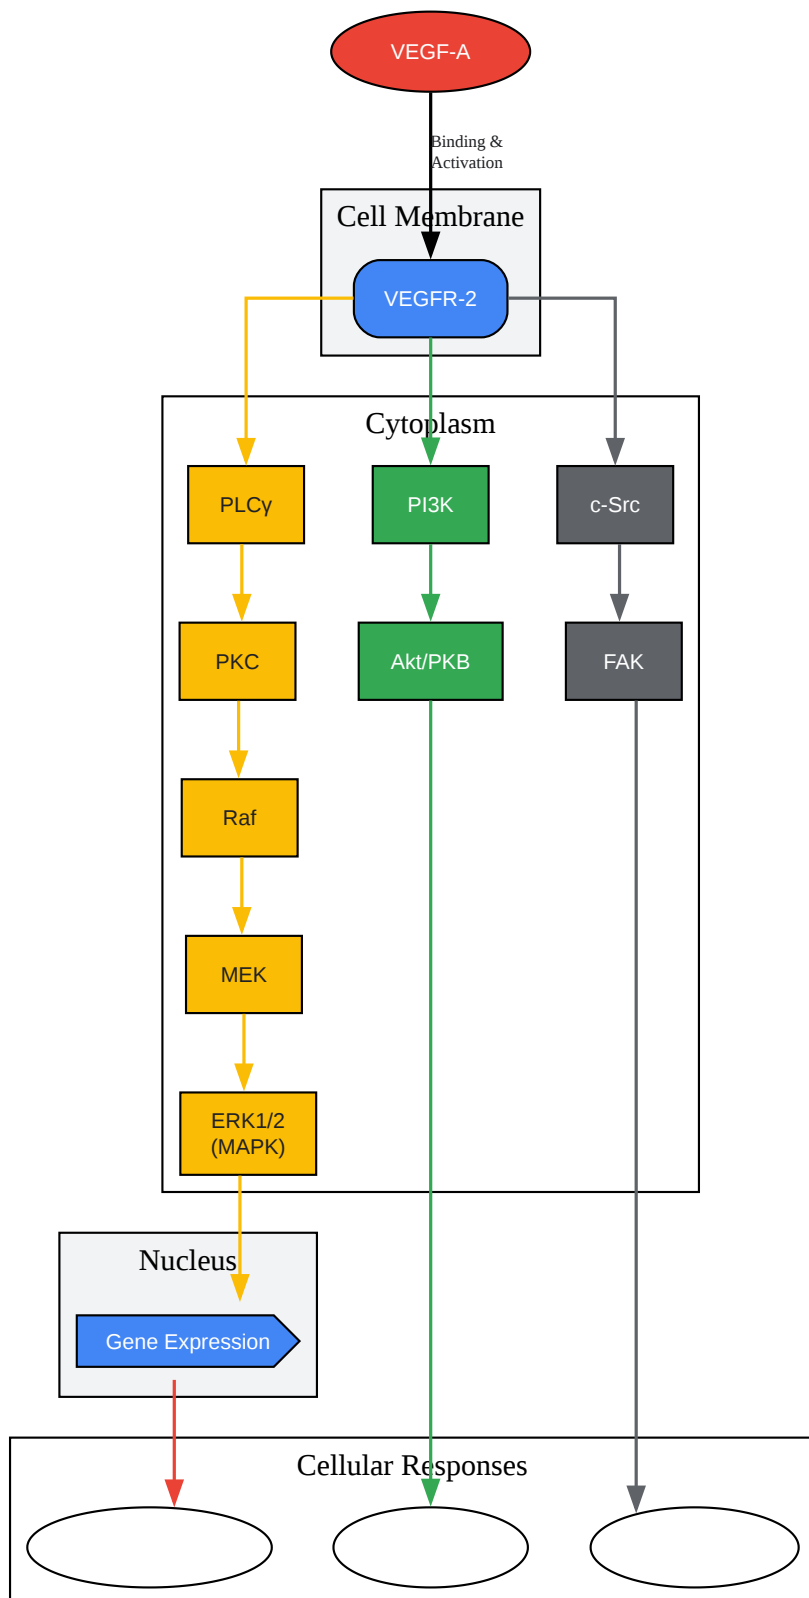 VEGF-A
Binding &
Activation
Cell Membrane
VEGFR-2
Cytoplasm
PLCγ
PI3K
c-Src
PKC
Akt/PKB
FAK
Raf
MEK
ERK1/2
(MAPK)
Nucleus
Gene Expression
Cellular Responses